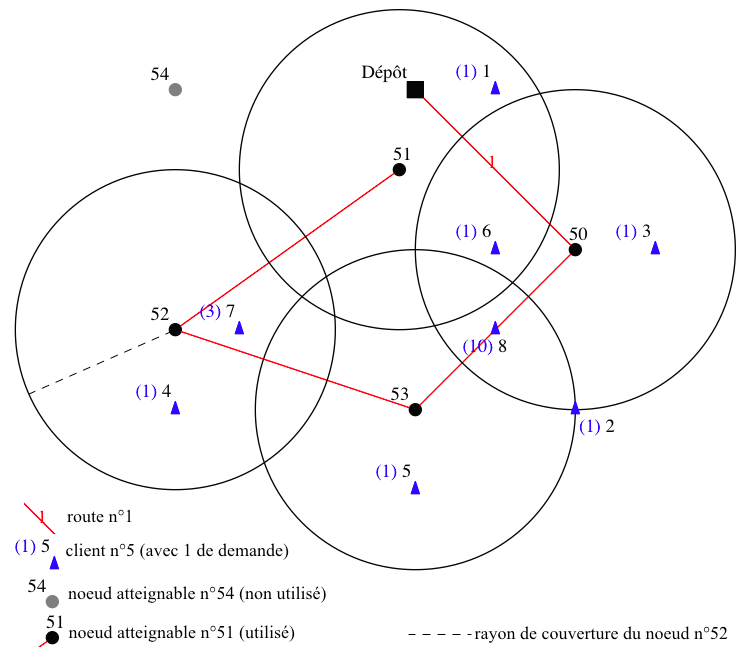 54
Dépôt
(1) 1
51
1
(1) 6
50
(1) 3
52
(3) 7
(10) 8
(1) 4
53
(1) 2
(1) 5
1 route n°1
(1) 5 client n°5 (avec 1 de demande)
54 noeud atteignable n°54 (non utilisé)
51 noeud atteignable n°51 (utilisé)
rayon de couverture du noeud n°52